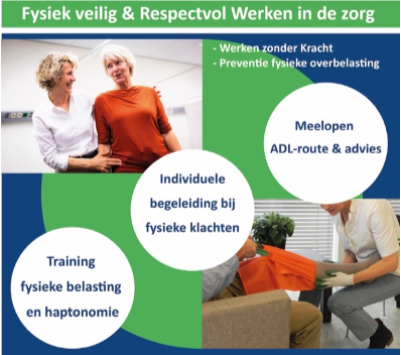 Fysiek veilig & Respectvol Werken in de zorg
- Werken zonder Kracht
- Preventie fysieke overbelasting
Meelopen
ADL-route & advies
Individuele
begeleiding bij
fysieke klachten
Training
fysieke belasting
en haptonomie